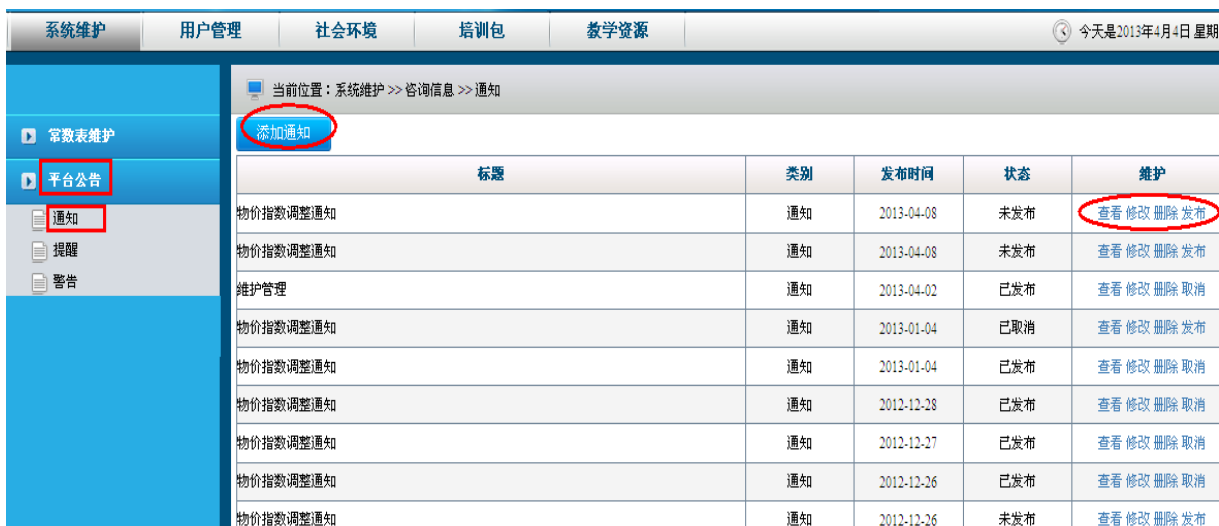 系统维护 用户管理 社会环境 培训包 教学资源 今天是2013年4月4日 星期
当前位置：系统维护 >> 咨询信息 >> 通知
常数表维护
平台公告
通知
提醒
警告
添加通知
标题 类别 发布时间 状态 维护
物价指数调整通知 通知 2013-04-08 未发布 查看 修改 删除 发布
物价指数调整通知 通知 2013-04-08 未发布 查看 修改 删除 发布
维护管理 通知 2013-04-02 已发布 查看 修改 删除 取消
物价指数调整通知 通知 2013-01-04 已取消 查看 修改 删除 发布
物价指数调整通知 通知 2013-01-04 已发布 查看 修改 删除 取消
物价指数调整通知 通知 2012-12-28 已发布 查看 修改 删除 取消
物价指数调整通知 通知 2012-12-27 已发布 查看 修改 删除 取消
物价指数调整通知 通知 2012-12-26 已发布 查看 修改 删除 取消
物价指数调整通知 通知 2012-12-26 未发布 查看 修改 删除 发布